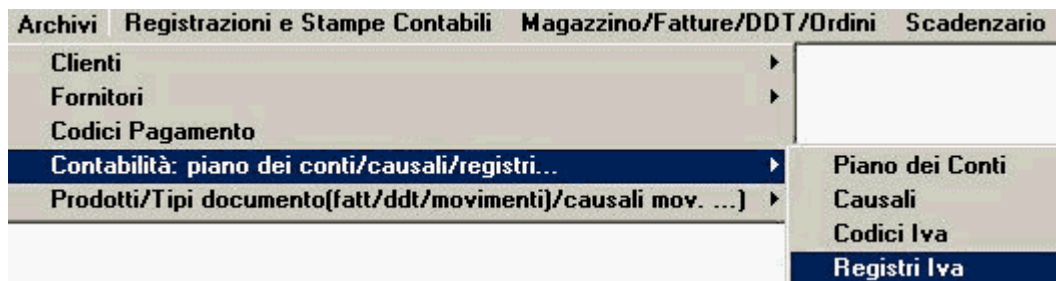 Archivi Registrazioni e Stampe Contabili Magazzino/Fatture/DDT/Ordini Scadenzario
Clienti
Fornitori
Codici Pagamento
Contabilità: piano dei conti/causali/registri...
Prodotti/Tipi documento(fatt/ddt/movimenti)/causali mov. ...)
Piano dei Conti
Causali
Codici Iva
Registri Iva